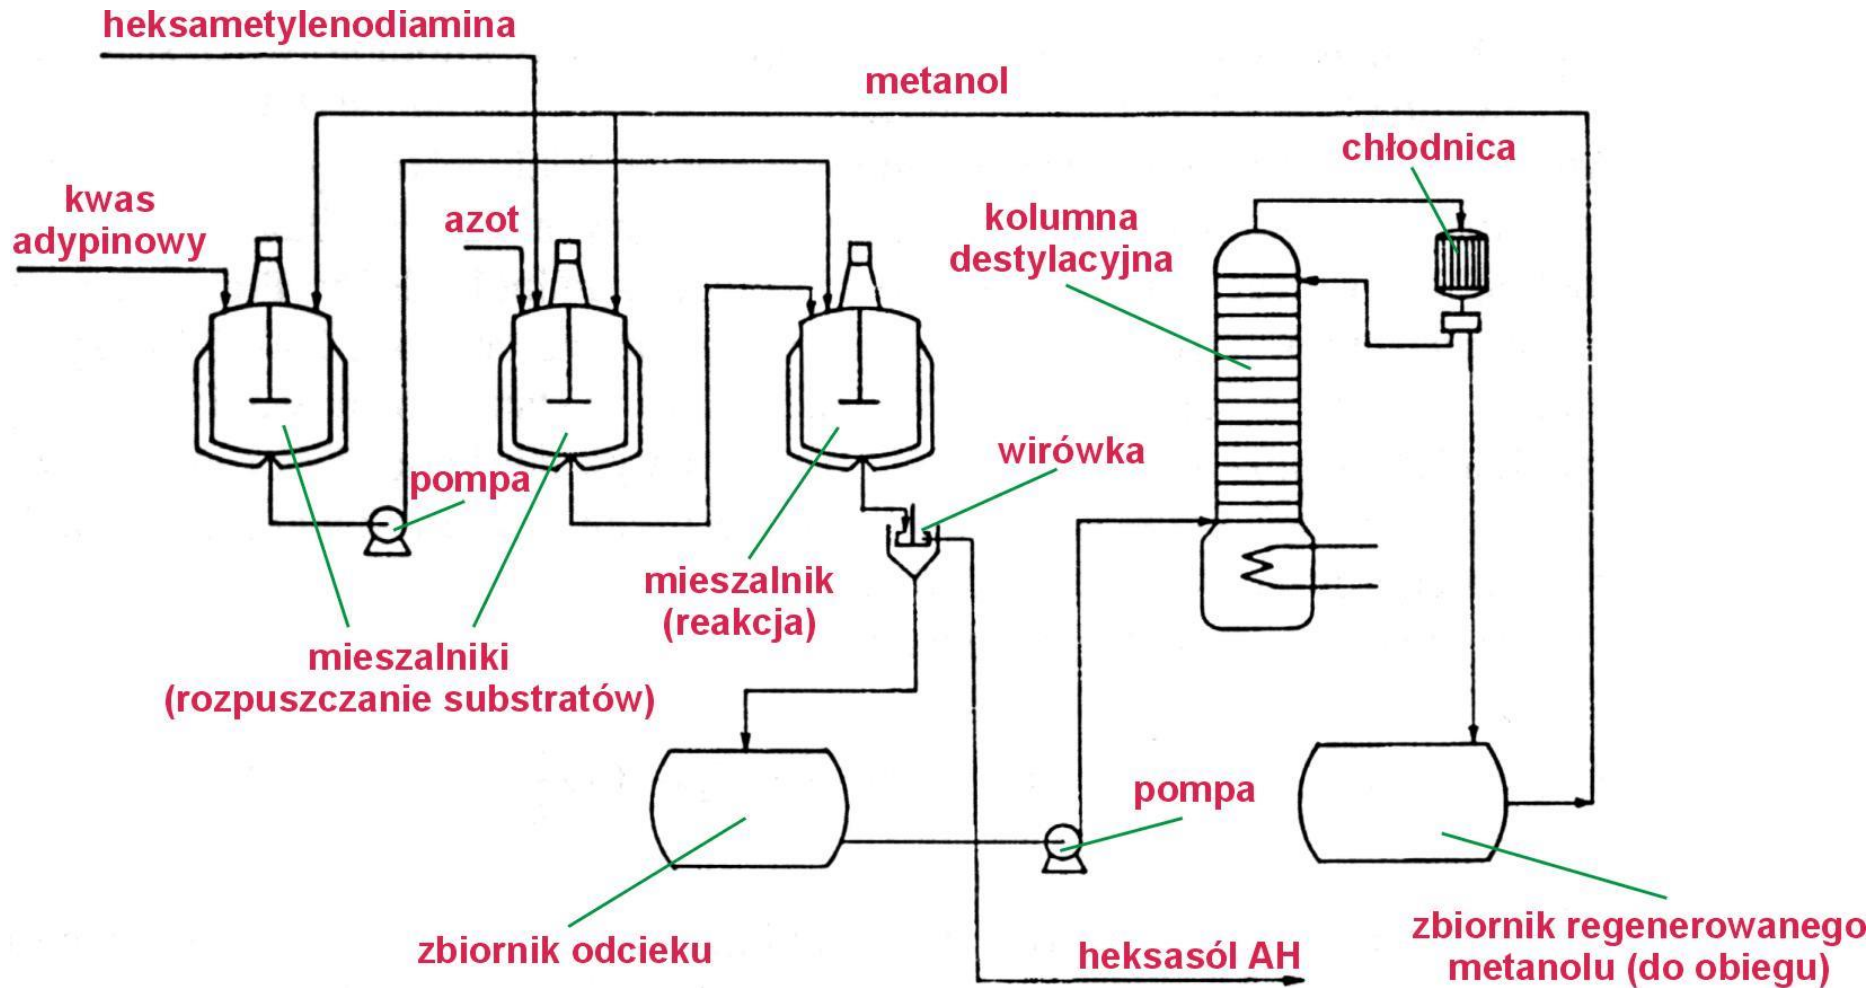 heksametylenodiamina
metanol
chłodnica
kwas
adypinowy
azot
kolumna
destylacyjna
wirówka
pompa
mieszalnik
(reakcja)
mieszalniki
(rozpuszczanie substratów)
pompa
zbiornik odcieku
heksasól AH
zbiornik regenerowanego
metanolu (do obiegu)